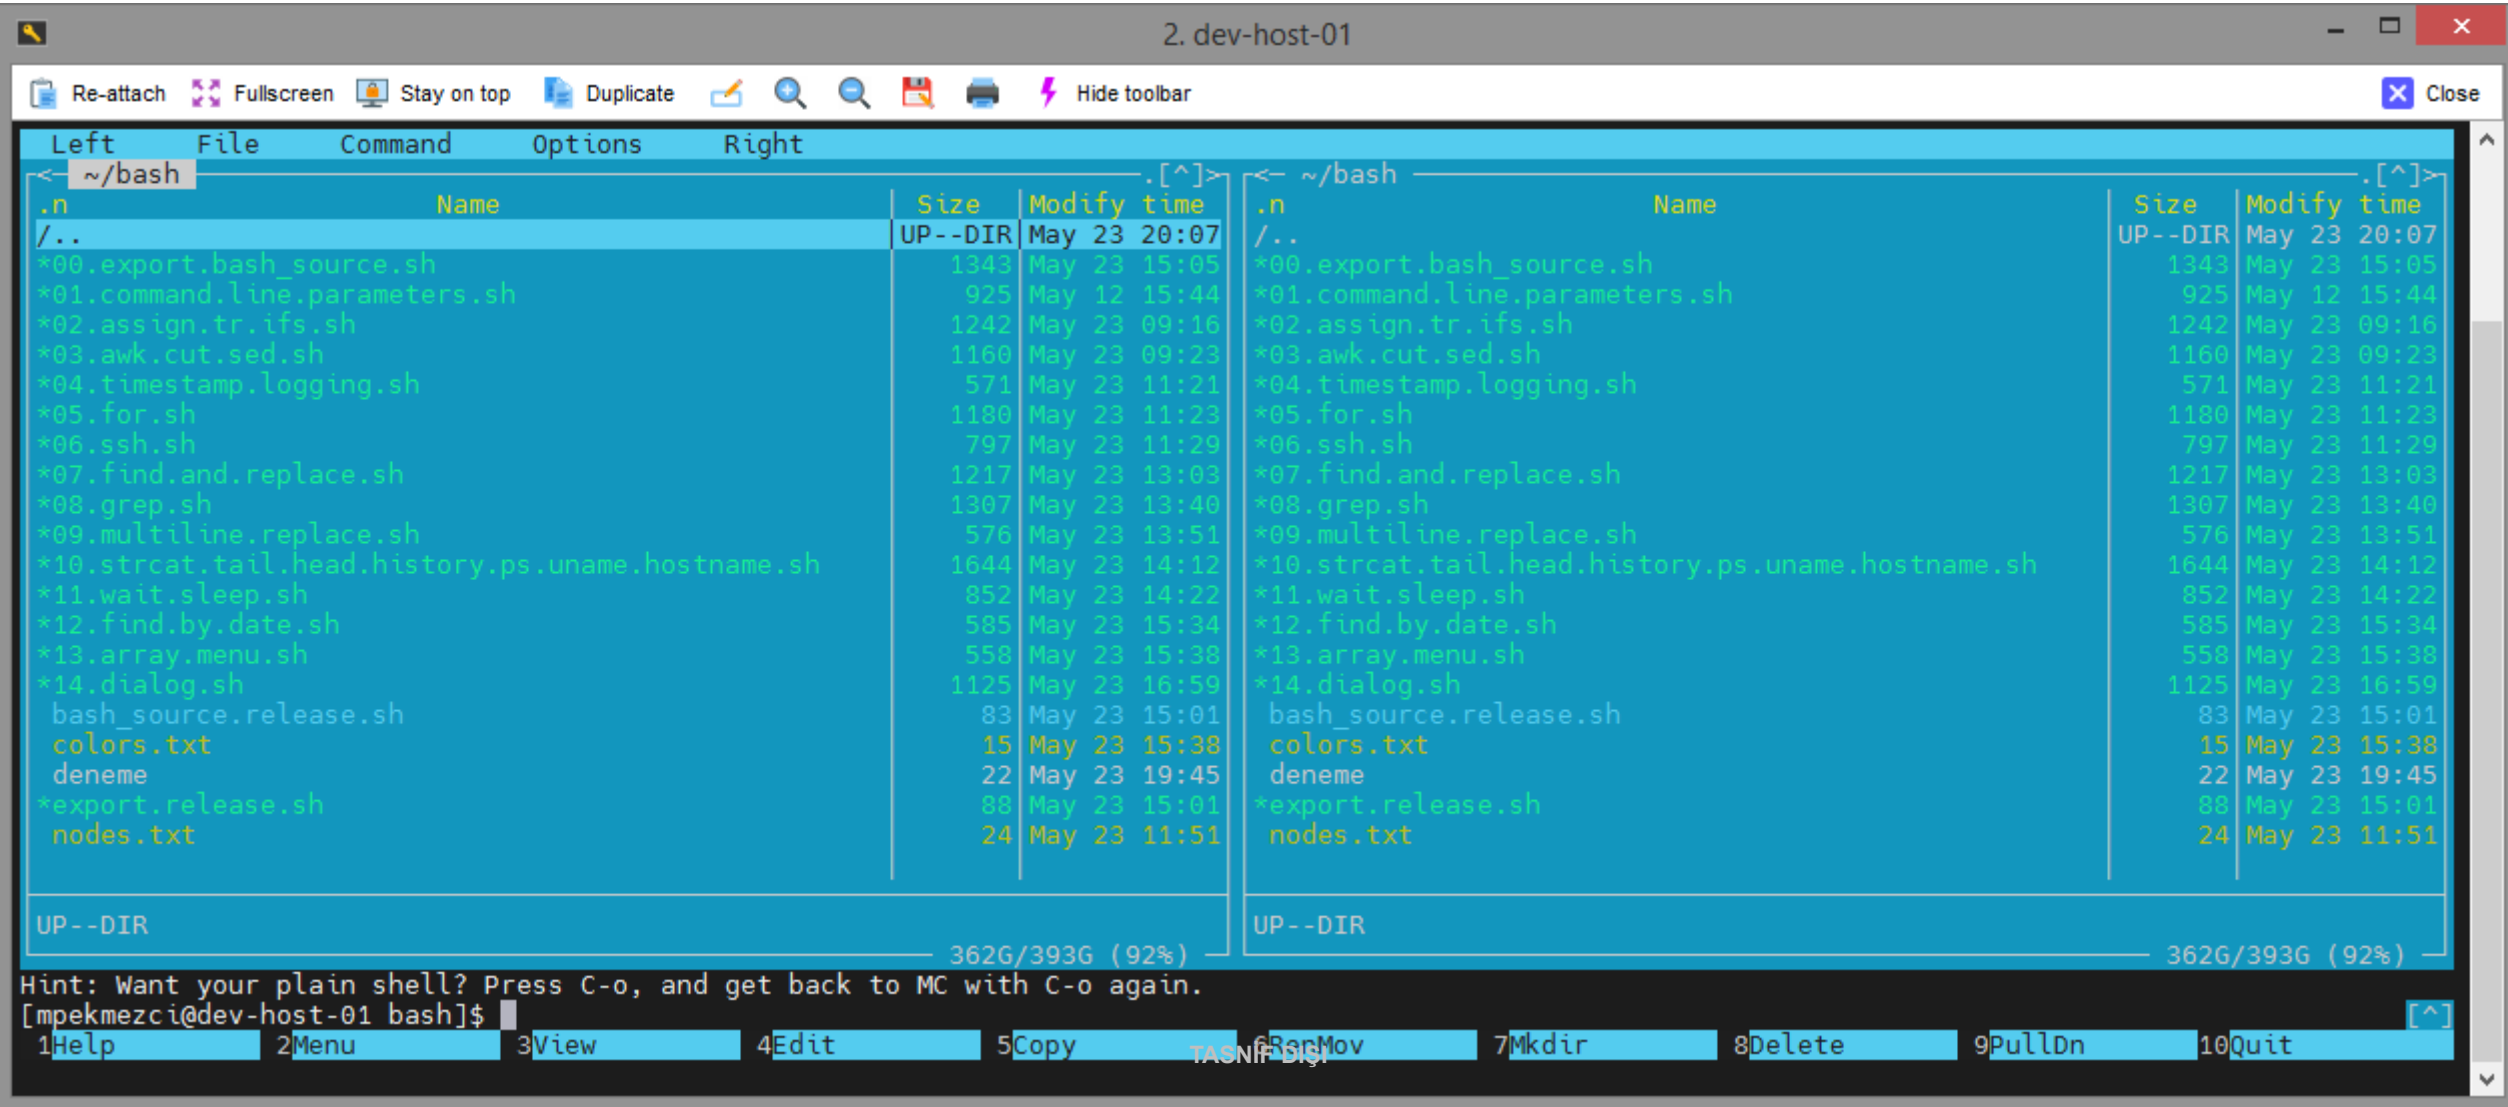 2. dev-host-01
Re-attach Fullscreen Stay on top Duplicate Hide toolbar Close
Left File Command Options Right
<─ ~/bash .[^]> <─ ~/bash .[^]>
.n Name Size Modify time .n Name Size Modify time
/.. UP--DIR May 23 20:07 /.. UP--DIR May 23 20:07
*00.export.bash_source.sh 1343 May 23 15:05 *00.export.bash_source.sh 1343 May 23 15:05
*01.command.line.parameters.sh 925 May 12 15:44 *01.command.line.parameters.sh 925 May 12 15:44
*02.assign.tr.ifs.sh 1242 May 23 09:16 *02.assign.tr.ifs.sh 1242 May 23 09:16
*03.awk.cut.sed.sh 1160 May 23 09:23 *03.awk.cut.sed.sh 1160 May 23 09:23
*04.timestamp.logging.sh 571 May 23 11:21 *04.timestamp.logging.sh 571 May 23 11:21
*05.for.sh 1180 May 23 11:23 *05.for.sh 1180 May 23 11:23
*06.ssh.sh 797 May 23 11:29 *06.ssh.sh 797 May 23 11:29
*07.find.and.replace.sh 1217 May 23 13:03 *07.find.and.replace.sh 1217 May 23 13:03
*08.grep.sh 1307 May 23 13:40 *08.grep.sh 1307 May 23 13:40
*09.multiline.replace.sh 576 May 23 13:51 *09.multiline.replace.sh 576 May 23 13:51
*10.strcat.tail.head.history.ps.uname.hostname.sh 1644 May 23 14:12 *10.strcat.tail.head.history.ps.uname.hostname.sh 1644 May 23 14:12
*11.wait.sleep.sh 852 May 23 14:22 *11.wait.sleep.sh 852 May 23 14:22
*12.find.by.date.sh 585 May 23 15:34 *12.find.by.date.sh 585 May 23 15:34
*13.array.menu.sh 558 May 23 15:38 *13.array.menu.sh 558 May 23 15:38
*14.dialog.sh 1125 May 23 16:59 *14.dialog.sh 1125 May 23 16:59
bash_source.release.sh 83 May 23 15:01 bash_source.release.sh 83 May 23 15:01
colors.txt 15 May 23 15:38 colors.txt 15 May 23 15:38
deneme 22 May 23 19:45 deneme 22 May 23 19:45
*export.release.sh 88 May 23 15:01 *export.release.sh 88 May 23 15:01
nodes.txt 24 May 23 11:51 nodes.txt 24 May 23 11:51
UP--DIR UP--DIR
362G/393G (92%) 362G/393G (92%)
Hint: Want your plain shell? Press C-o, and get back to MC with C-o again.
[mpekmezci@dev-host-01 bash]$ [^]
1Help 2Menu 3View 4Edit 5Copy 6RenMov 7Mkdir 8Delete 9PullDn 10Quit
TASNİF DIŞI